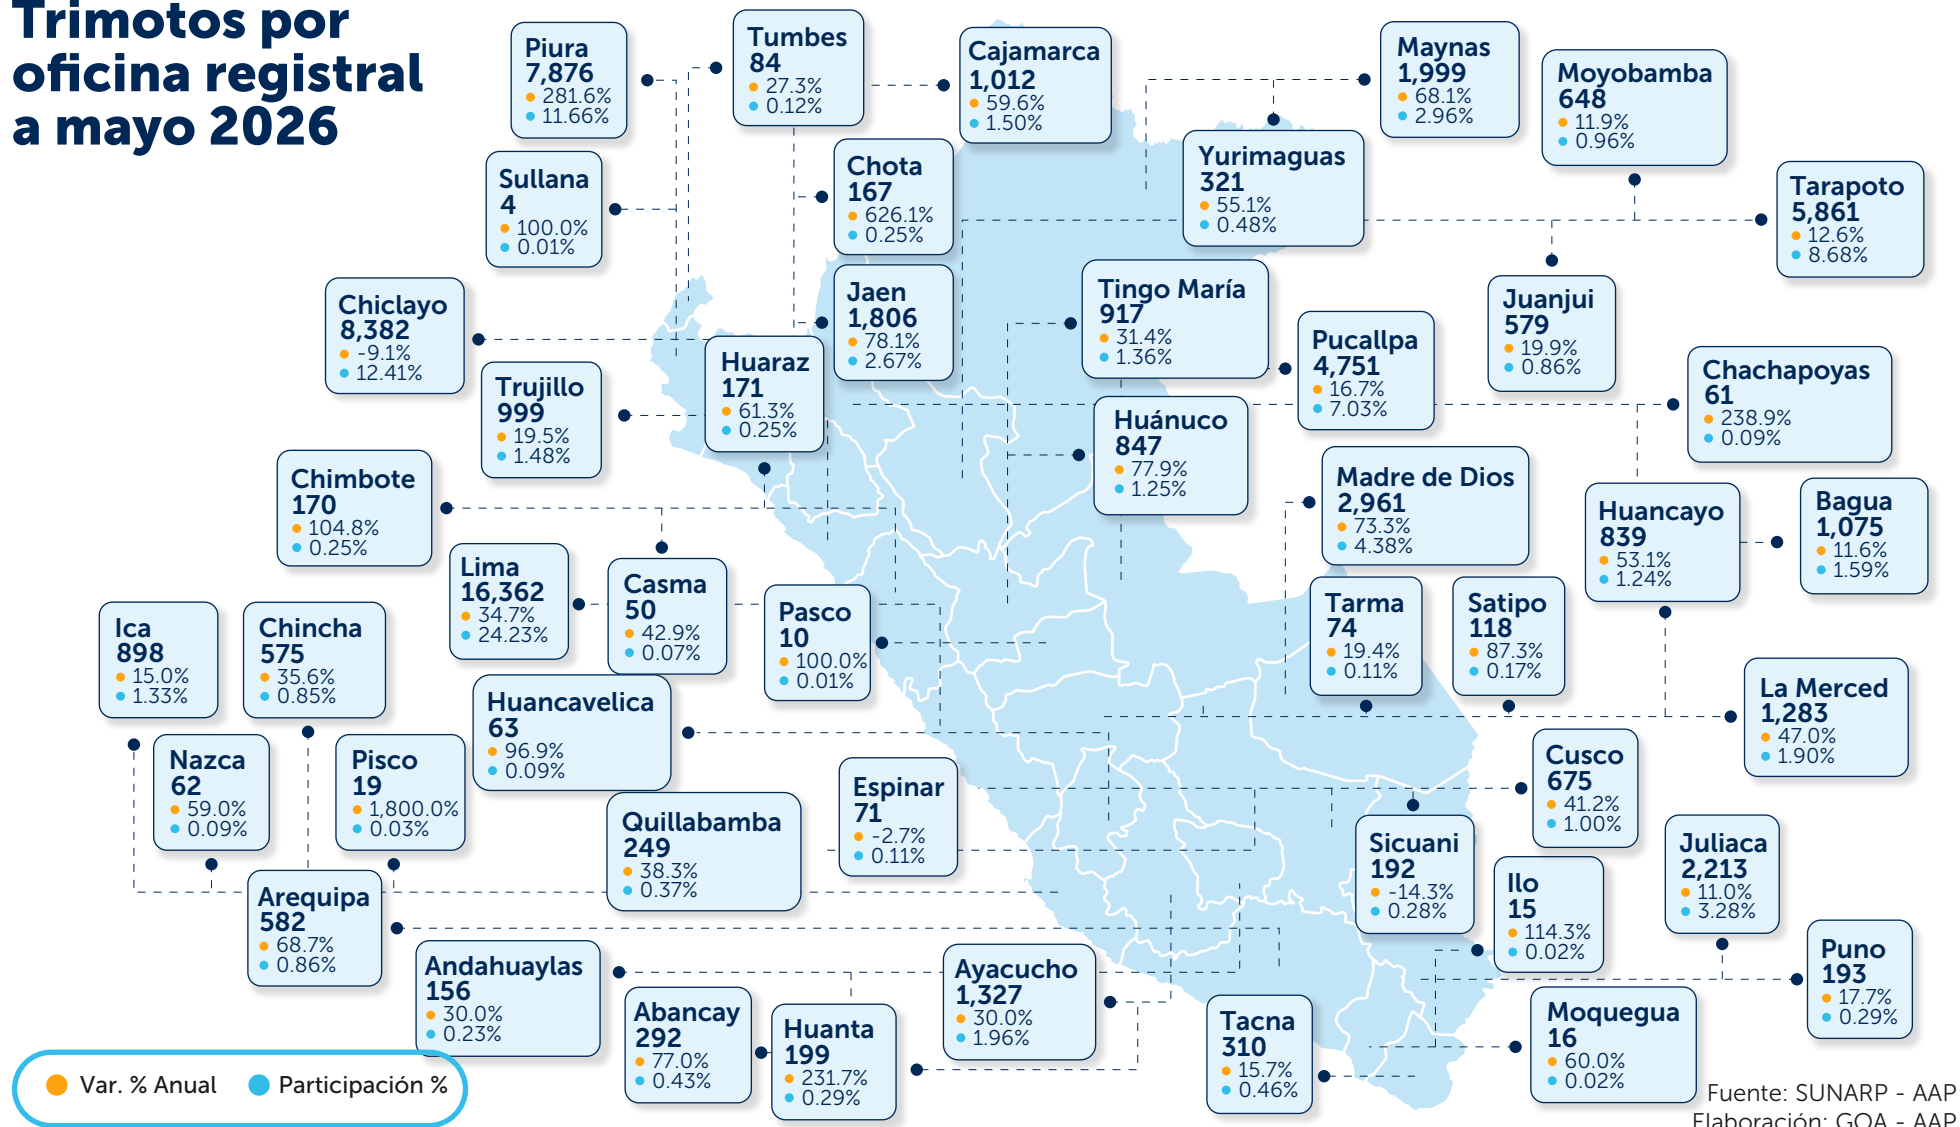 Trimotos por
oficina registral
a mayo 2026
Piura
7,876
281.6%
11.66%
Tumbes
84
27.3%
0.12%
Cajamarca
1,012
59.6%
1.50%
Maynas
1,999
68.1%
2.96%
Moyobamba
648
11.9%
0.96%
Sullana
4
100.0%
0.01%
Chota
167
626.1%
0.25%
Yurimaguas
321
55.1%
0.48%
Tarapoto
5,861
12.6%
8.68%
Chiclayo
8,382
-9.1%
12.41%
Jaen
1,806
78.1%
2.67%
Tingo María
917
31.4%
1.36%
Juanjui
579
19.9%
0.86%
Trujillo
999
19.5%
1.48%
Huaraz
171
61.3%
0.25%
Pucallpa
4,751
16.7%
7.03%
Chachapoyas
61
238.9%
0.09%
Chimbote
170
104.8%
0.25%
Huánuco
847
77.9%
1.25%
Madre de Dios
2,961
73.3%
4.38%
Huancayo
839
53.1%
1.24%
Bagua
1,075
11.6%
1.59%
Lima
16,362
34.7%
24.23%
Casma
50
42.9%
0.07%
Pasco
10
100.0%
0.01%
Tarma
74
19.4%
0.11%
Satipo
118
87.3%
0.17%
Ica
898
15.0%
1.33%
Chincha
575
35.6%
0.85%
Huancavelica
63
96.9%
0.09%
La Merced
1,283
47.0%
1.90%
Nazca
62
59.0%
0.09%
Pisco
19
1,800.0%
0.03%
Quillabamba
249
38.3%
0.37%
Espinar
71
-2.7%
0.11%
Cusco
675
41.2%
1.00%
Sicuani
192
-14.3%
0.28%
Juliaca
2,213
11.0%
3.28%
Arequipa
582
68.7%
0.86%
Ilo
15
114.3%
0.02%
Puno
193
17.7%
0.29%
Andahuaylas
156
30.0%
0.23%
Abancay
292
77.0%
0.43%
Huanta
199
231.7%
0.29%
Ayacucho
1,327
30.0%
1.96%
Tacna
310
15.7%
0.46%
Moquegua
16
60.0%
0.02%
Var. % Anual
Participación %
Fuente: SUNARP - AAP
Elaboración: GOA - AAP